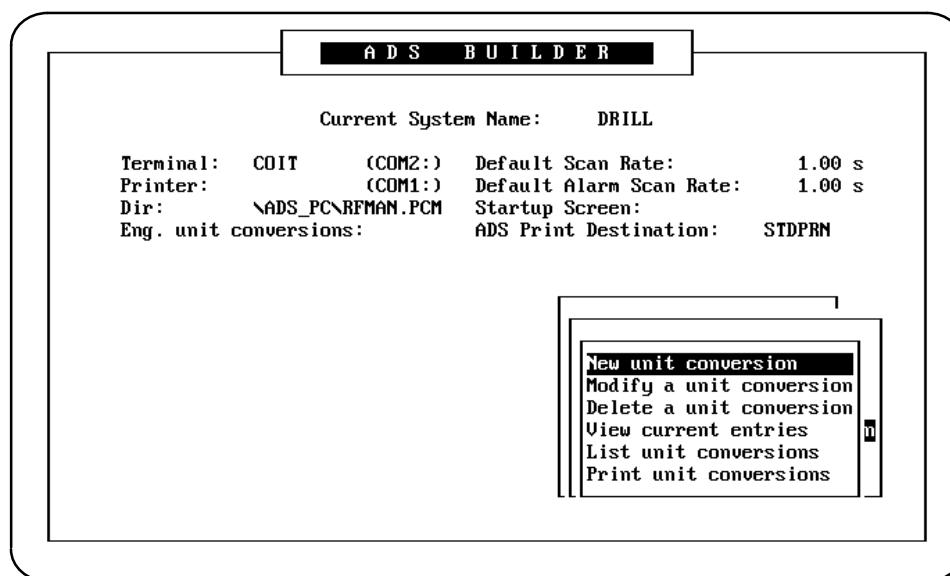 ADS BUILDER
Current System Name: DRILL
Terminal: COIT (COM2:) Default Scan Rate: 1.00 s
Printer: (COM1:) Default Alarm Scan Rate: 1.00 s
Dir: \ADS_PC\RFMAN.PCM Startup Screen:
Eng. unit conversions: ADS Print Destination: STDPRN
New unit conversion
Modify a unit conversion
Delete a unit conversion
View current entries n
List unit conversions
Print unit conversions